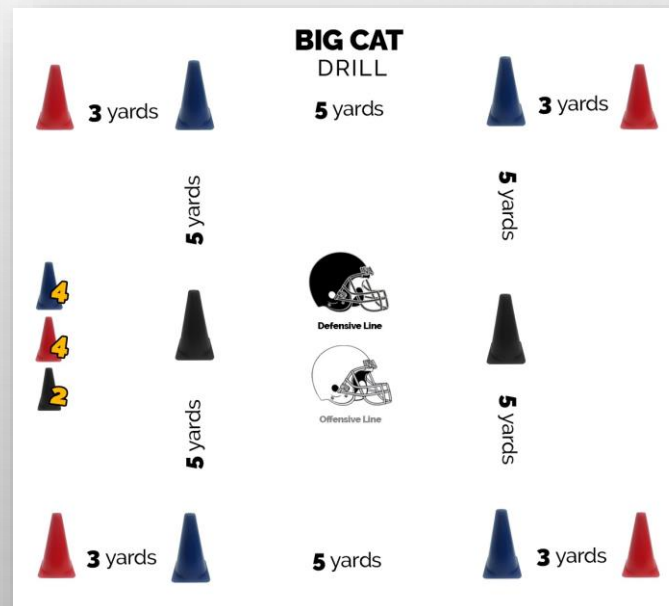 BIG CAT
DRILL
3 yards
5 yards
3 yards
5 yards
5 yards
4
4
2
Defensive Line
Offensive Line
5 yards
5 yards
3 yards
5 yards
3 yards